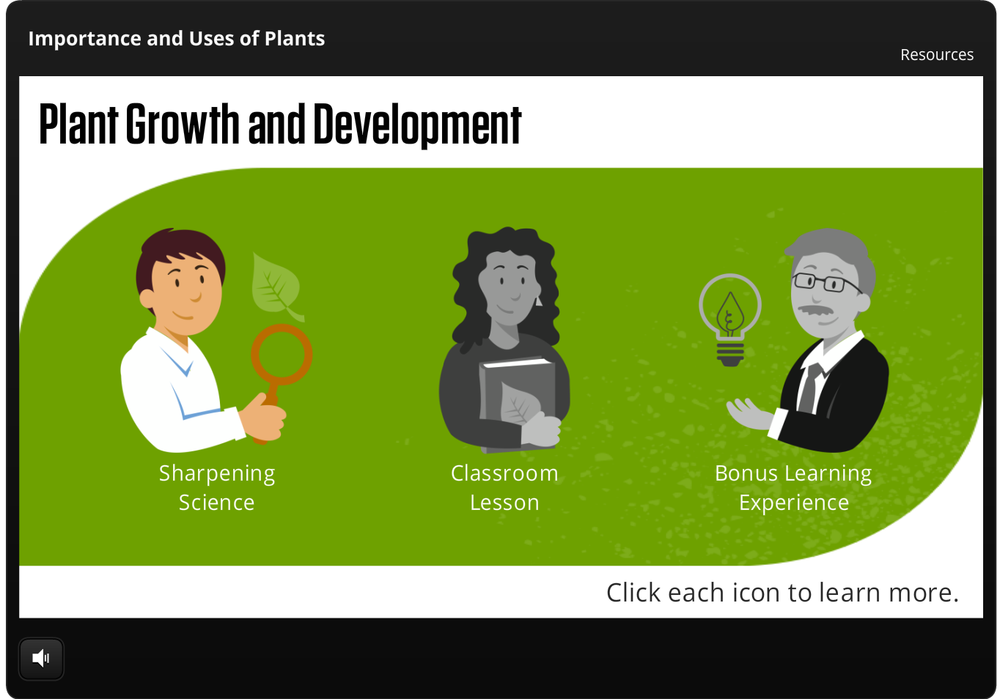 Importance and Uses of Plants
Resources
Plant Growth and Development
Sharpening
Science
Classroom
Lesson
Bonus Learning
Experience
Click each icon to learn more.